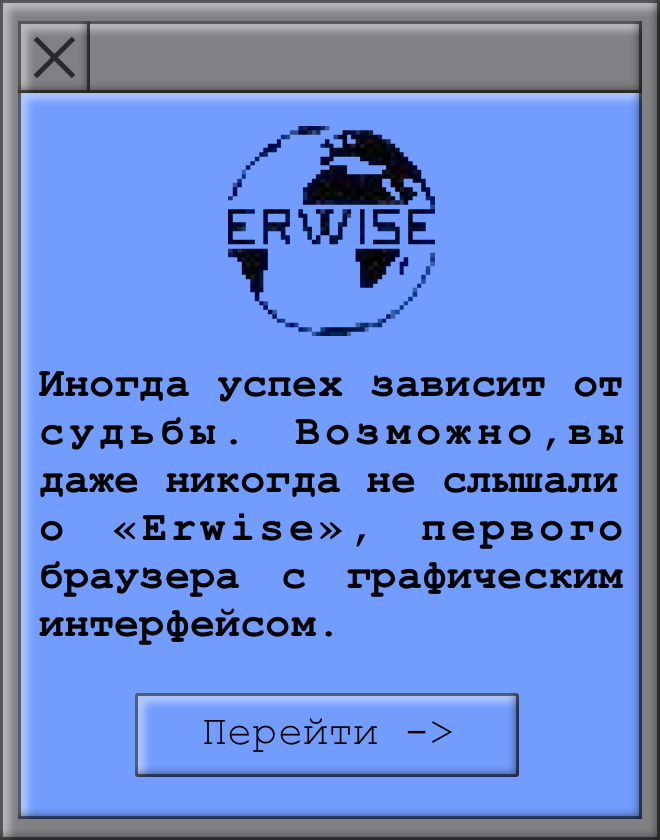 ERWISE
Иногда успех зависит от
судьбы. Возможно,вы
даже никогда не слышали
о «Erwise», первого
браузера с графическим
интерфейсом.
Перейти ->